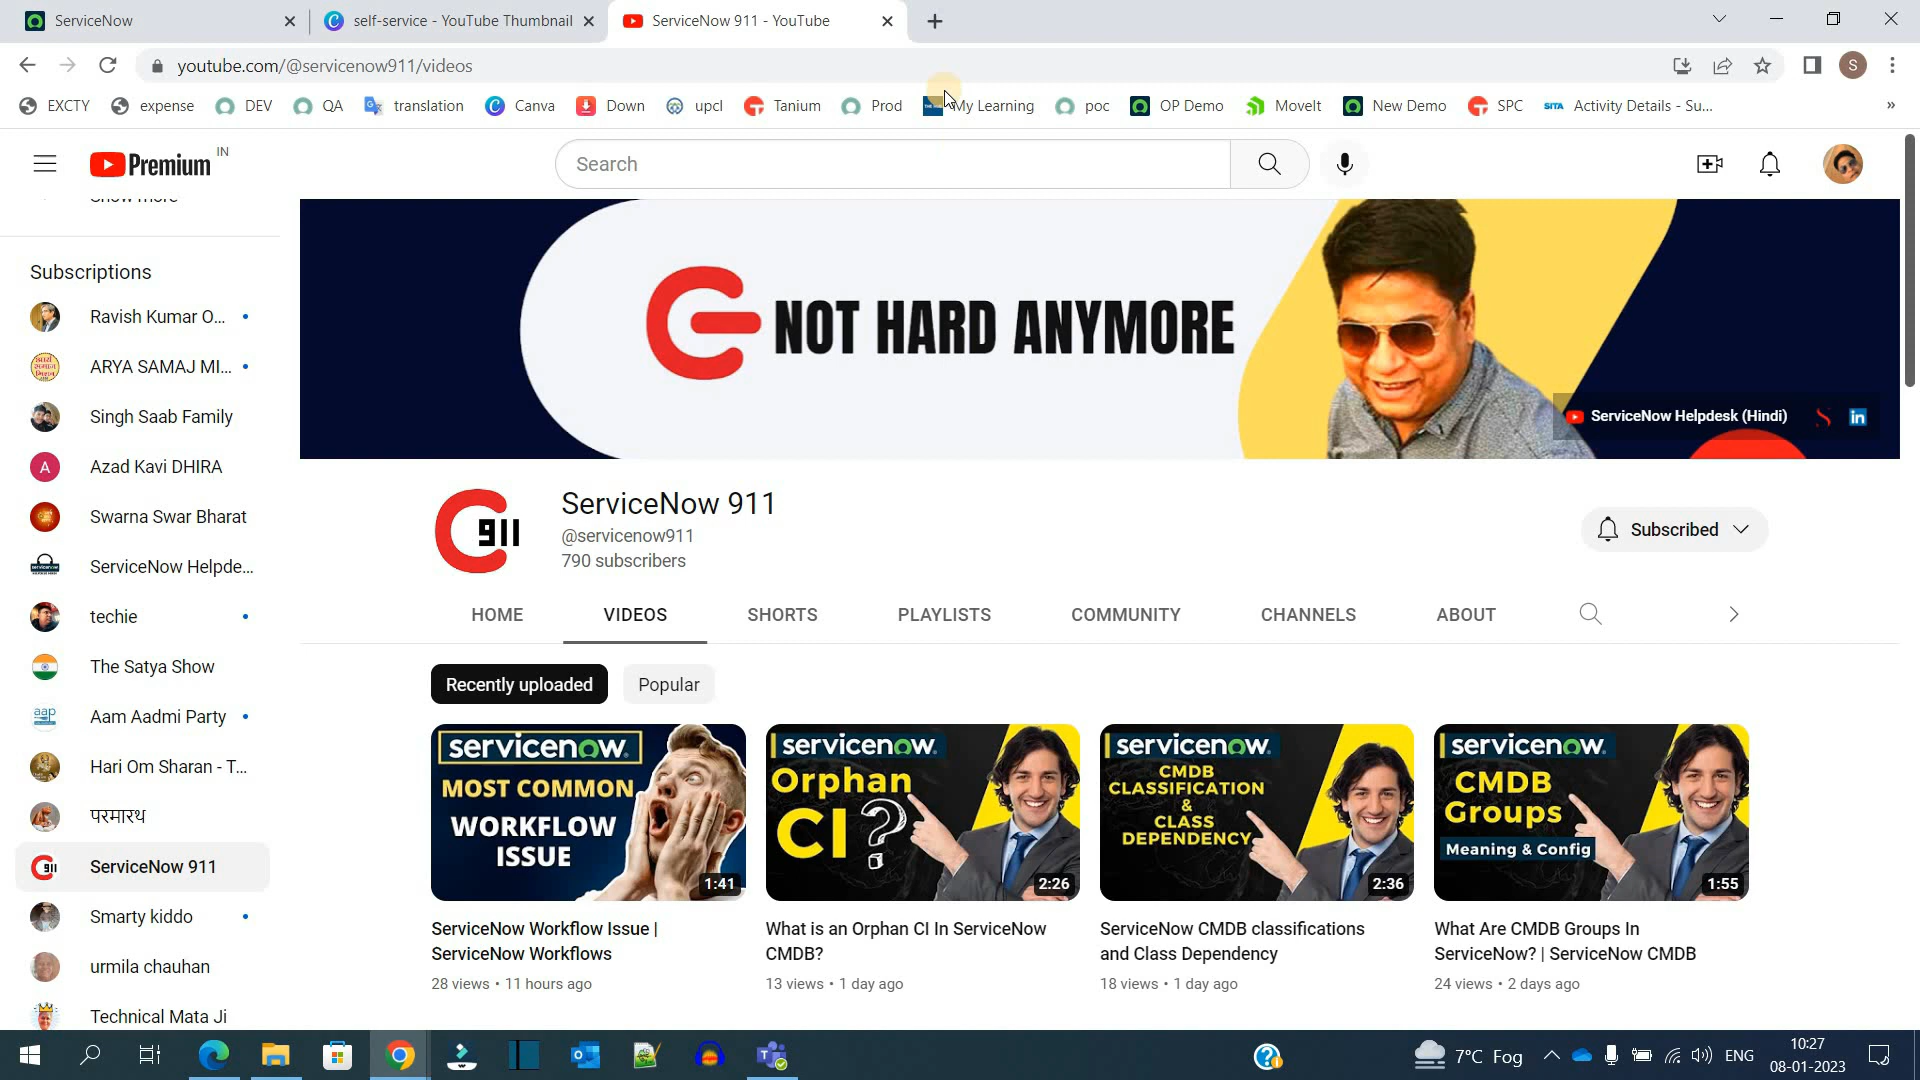 ServiceNow
self-service - YouTube Thumbnail
ServiceNow 911 - YouTube
youtube.com/@servicenow911/videos
S
EXCTY
expense
DEV
QA
translation
Canva
Down
upcl
Tanium
Prod
My Learning
poc
OP Demo
MoveIt
New Demo
SPC
SITA
Activity Details - Su...
Premium
IN
Search
Show more
Subscriptions
Ravish Kumar O...
ARYA SAMAJ MI...
Singh Saab Family
A
Azad Kavi DHIRA
Swarna Swar Bharat
ServiceNow Helpde...
techie
The Satya Show
aap
Aam Aadmi Party
Hari Om Sharan - T...
परमारथ
911
ServiceNow 911
Smarty kiddo
urmila chauhan
Technical Mata Ji
NOT HARD ANYMORE
ServiceNow Helpdesk (Hindi)
in
911
ServiceNow 911
@servicenow911
790 subscribers
Subscribed
HOME
VIDEOS
SHORTS
PLAYLISTS
COMMUNITY
CHANNELS
ABOUT
Recently uploaded
Popular
servicenow.
MOST COMMON
WORKFLOW
ISSUE
1:41
ServiceNow Workflow Issue |
ServiceNow Workflows
28 views • 11 hours ago
servicenow.
Orphan
CI?
2:26
What is an Orphan CI In ServiceNow
CMDB?
13 views • 1 day ago
servicenow.
CMDB
CLASSIFICATION
&
CLASS
DEPENDENCY
2:36
ServiceNow CMDB classifications
and Class Dependency
18 views • 1 day ago
servicenow.
CMDB
Groups
Meaning & Config
1:55
What Are CMDB Groups In
ServiceNow? | ServiceNow CMDB
24 views • 2 days ago
7°C Fog
ENG
10:27
08-01-2023